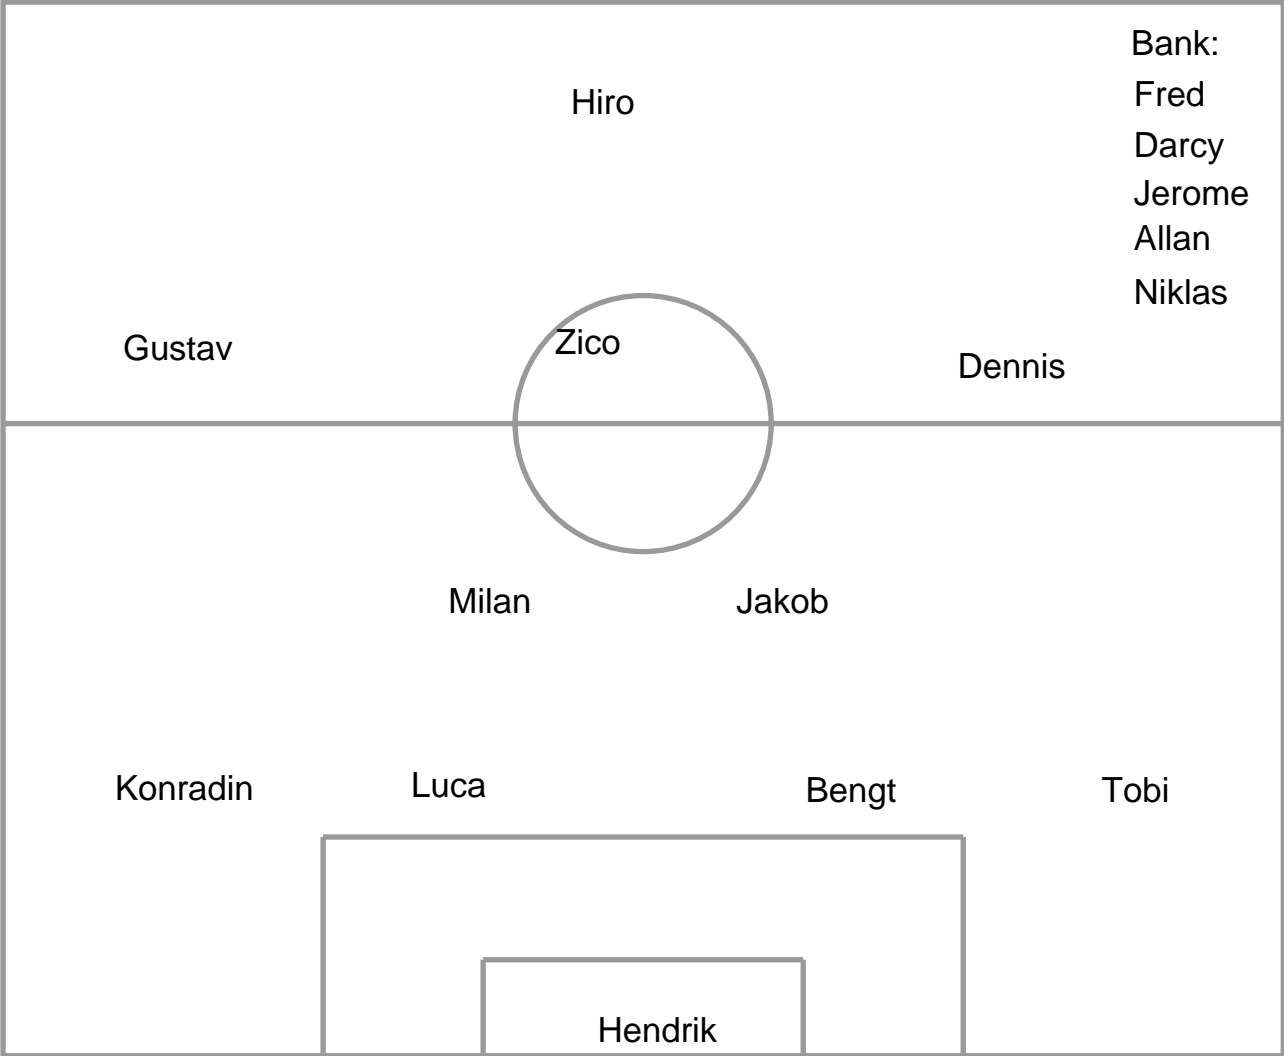 Bank:
Fred
Hiro
Darcy
Jerome
Allan
Niklas
Gustav
Zico
Dennis
Milan
Jakob
Konradin
Luca
Bengt
Tobi
Hendrik